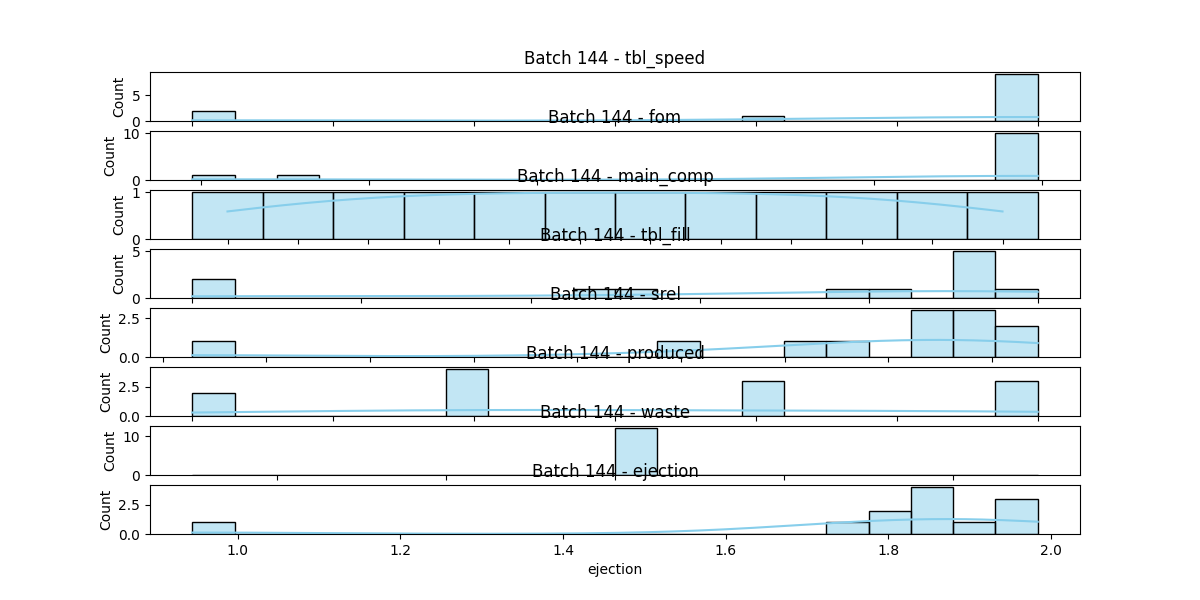 Batch 144 - tbl_speed
Count
5
0
Batch 144 - fom
Count
10
0
Batch 144 - main_comp
Count
1
0
Batch 144 - tbl_fill
Count
5
0
Batch 144 - srel
Count
2.5
0.0
Batch 144 - produced
Count
2.5
0.0
Batch 144 - waste
Count
10
0
Batch 144 - ejection
Count
2.5
0.0
1.0 1.2 1.4 1.6 1.8 2.0
ejection